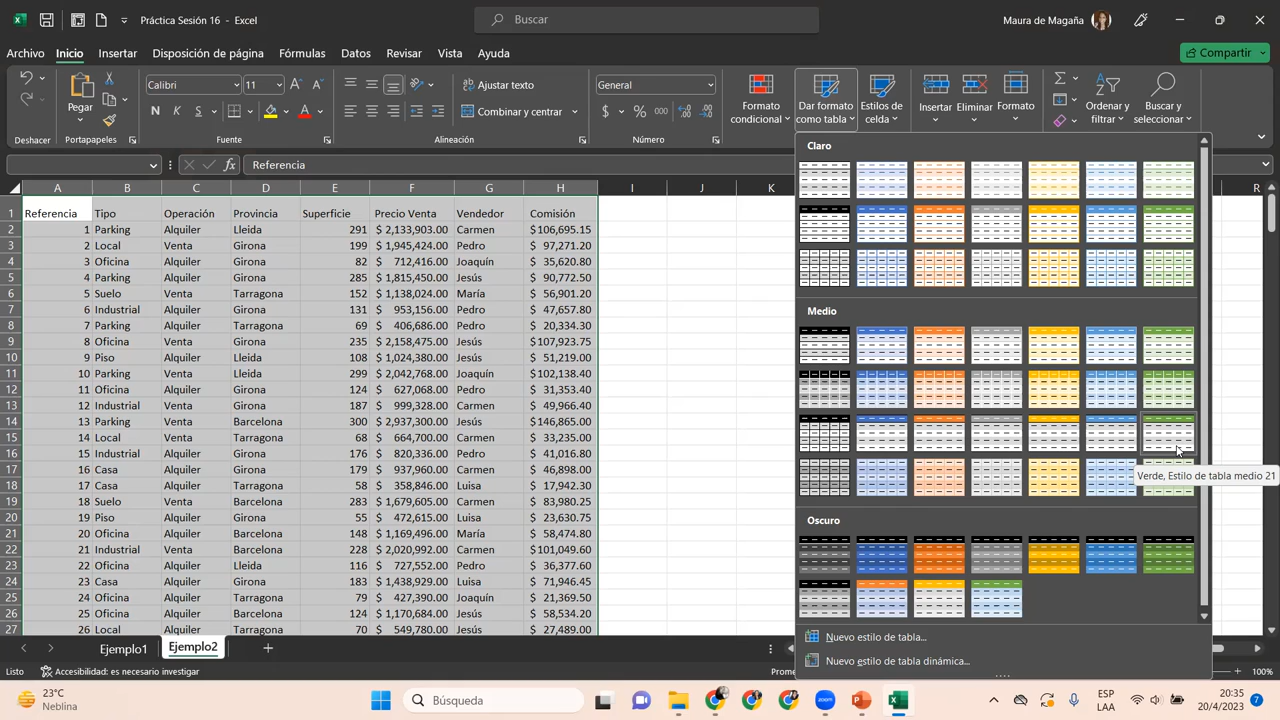 Práctica Sesión 16 - Excel
Buscar
Maura de Magaña
Archivo Inicio Insertar Disposición de página Fórmulas Datos Revisar Vista Ayuda
Compartir
Calibri 11
Ajustar texto
General
Pegar
N K S
Combinar y centrar
$ % 000
Formato condicional
Dar formato como tabla
Estilos de celda
Insertar Eliminar Formato
Ordenar y filtrar
Buscar y seleccionar
Deshacer Portapapeles Fuente Alineación Número
fx Referencia
A B C D E F G H I J K R
1 Referencia Tipo Operación Provincia Superficie Precio Venta Vendedor Comisión
2 1 Parking Alquiler Lleida 291 $ 2,133,903.00 Carmen $106,695.15
3 2 Local Venta Girona 199 $ 1,945,424.00 Pedro $ 97,271.20
4 3 Oficina Alquiler Girona 82 $ 712,416.00 Joaquín $ 35,620.80
5 4 Parking Alquiler Girona 285 $ 1,815,450.00 Jesús $ 90,772.50
6 5 Suelo Venta Tarragona 152 $ 1,138,024.00 María $ 56,901.20
7 6 Industrial Alquiler Girona 131 $ 953,156.00 Pedro $ 47,657.80
8 7 Parking Alquiler Tarragona 69 $ 406,686.00 Pedro $ 20,334.30
9 8 Oficina Venta Girona 235 $ 2,158,475.00 Jesús $ 107,923.75
10 9 Piso Alquiler Lleida 108 $ 1,024,380.00 Jesús $ 51,219.00
11 10 Parking Venta Lleida 299 $ 2,042,768.00 Pedro $ 102,138.40
12 11 Oficina Alquiler Girona 124 $ 627,068.00 Pedro $ 31,353.40
13 12 Industrial Alquiler Girona 187 $ 999,328.00 Carmen $ 49,966.40
14 13 Parking Alquiler Barcelona 300 $ 2,937,300.00 Jesús $ 146,865.00
15 14 Local Venta Tarragona 68 $ 664,700.00 Carmen $ 33,235.00
16 15 Industrial Alquiler Girona 176 $ 820,336.00 Pedro $ 41,016.80
17 16 Casa Alquiler Girona 179 $ 937,960.00 Carmen $ 46,898.00
18 17 Casa Alquiler Tarragona 58 $ 358,846.00 Luisa $ 17,942.30
19 18 Suelo Venta Barcelona 283 $ 1,679,605.00 Carmen $ 83,980.25
20 19 Piso Alquiler Girona 55 $ 472,615.00 Luisa $ 23,630.75
21 20 Oficina Alquiler Barcelona 148 $ 1,169,496.00 María $ 58,474.80
22 21 Industrial Venta Barcelona 206 $ 2,020,992.00 Carmen $101,049.60
23 22 Oficina Alquiler Lleida 116 $ 727,552.00 Pedro $ 36,377.60
24 23 Casa Alquiler Girona 183 $ 1,438,929.00 Luisa $ 71,946.45
25 24 Oficina Alquiler Tarragona 79 $ 427,390.00 Joaquín $ 21,369.50
26 25 Oficina Alquiler Barcelona 124 $ 1,170,684.00 Jesús $ 58,534.20
27 26 Local Venta Tarragona 70 $ 549,780.00 Jesús $ 27,489.00
Claro
Medio
Verde, Estilo de tabla medio 21
Oscuro
Nuevo estilo de tabla...
Nuevo estilo de tabla dinámica...
Ejemplo1 Ejemplo2
Listo Accesibilidad: es necesario investigar
100%
23°C
Neblina
Búsqueda
ESP
LAA
20:35
20/4/2023